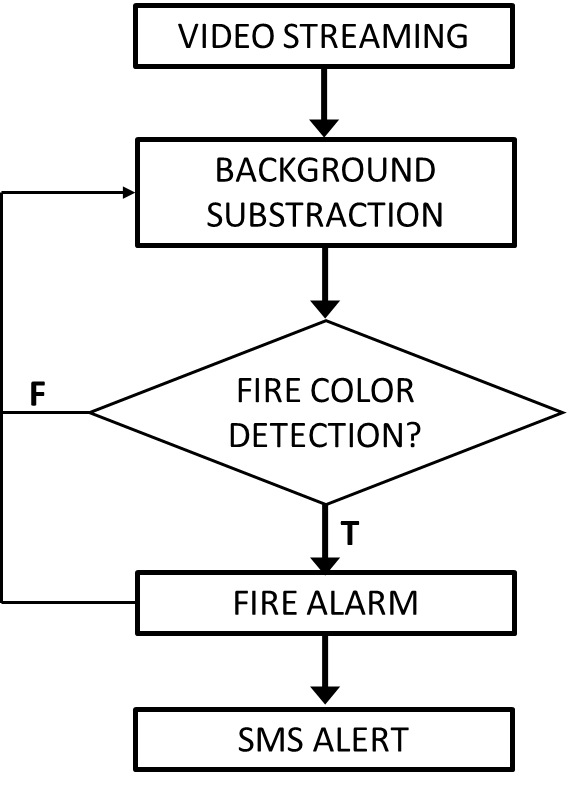 VIDEO STREAMING
BACKGROUND
SUBSTRACTION
FIRE COLOR
DETECTION?
F
T
FIRE ALARM
SMS ALERT